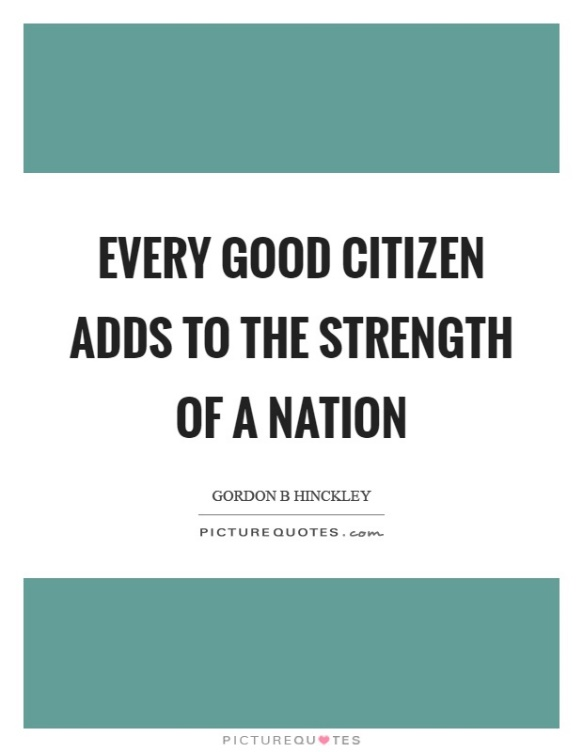 EVERY GOOD CITIZEN
ADDS TO THE STRENGTH
OF A NATION
GORDON B HINCKLEY
PICTUREQUOTES.com
PICTUREQUOTES